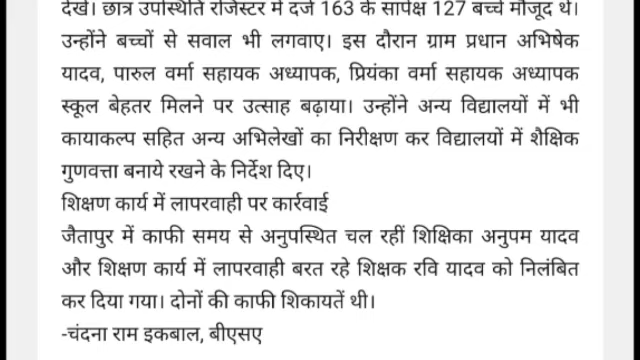 देखे। छात्र उपस्थिति रजिस्टर में दर्ज 163 के सापेक्ष 127 बच्चे मौजूद थे।
उन्होंने बच्चों से सवाल भी लगवाए। इस दौरान ग्राम प्रधान अभिषेक
यादव, पारुल वर्मा सहायक अध्यापक, प्रियंका वर्मा सहायक अध्यापक
स्कूल बेहतर मिलने पर उत्साह बढ़ाया। उन्होंने अन्य विद्यालयों में भी
कायाकल्प सहित अन्य अभिलेखों का निरीक्षण कर विद्यालयों में शैक्षिक
गुणवत्ता बनाये रखने के निर्देश दिए।
शिक्षण कार्य में लापरवाही पर कार्रवाई
जैतापुर में काफी समय से अनुपस्थित चल रहीं शिक्षिका अनुपम यादव
और शिक्षण कार्य में लापरवाही बरत रहे शिक्षक रवि यादव को निलंबित
कर दिया गया। दोनों की काफी शिकायतें थी।
-चंदना राम इकबाल, बीएसए